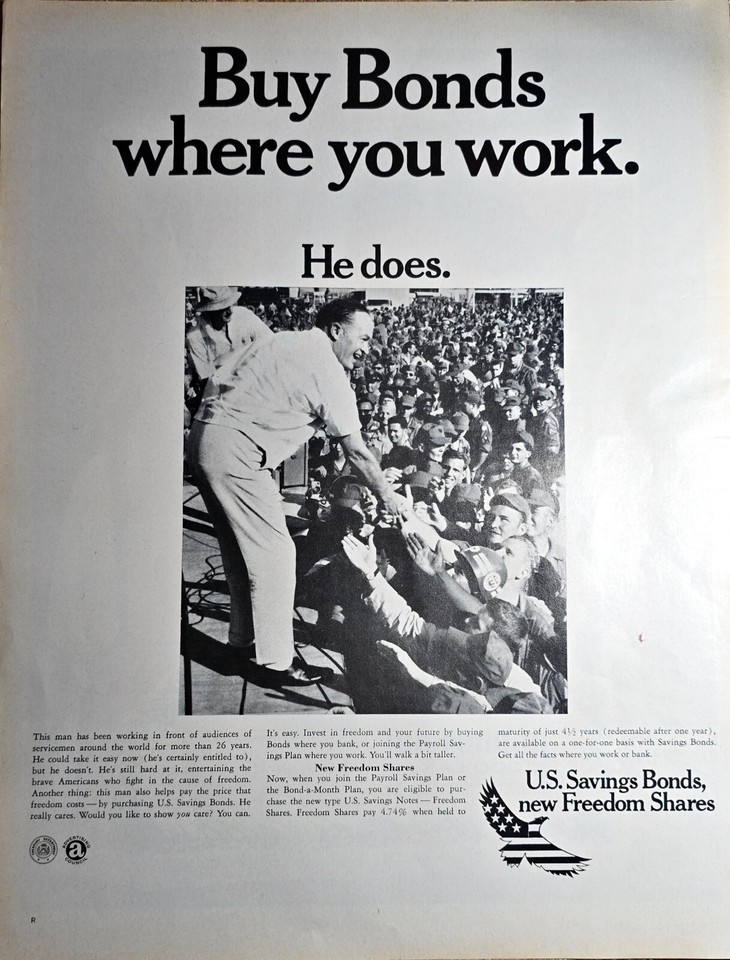 Buy Bonds
where you work.
He does.
This man has been working in front of audiences of
servicemen around the world for more than 26 years.
He could take it easy now (he's certainly entitled to),
but he doesn't. He's still hard at it, entertaining the
brave Americans who fight in the cause of freedom.
Another thing: this man also helps pay the price that
freedom costs — by purchasing U.S. Savings Bonds. He
really cares. Would you like to show you care? You can.
It's easy. Invest in freedom and your future by buying
Bonds where you bank, or joining the Payroll Sav-
ings Plan where you work. You'll walk a bit taller.
New Freedom Shares
Now, when you join the Payroll Savings Plan or
the Bond-a-Month Plan, you are eligible to pur-
chase the new type U.S. Savings Notes — Freedom
Shares. Freedom Shares pay 4.74% when held to
maturity of just 4½ years (redeemable after one year),
are available on a one-for-one basis with Savings Bonds.
Get all the facts where you work or bank.
U.S. Savings Bonds,
new Freedom Shares
ADVERTISING
COUNCIL
a
R